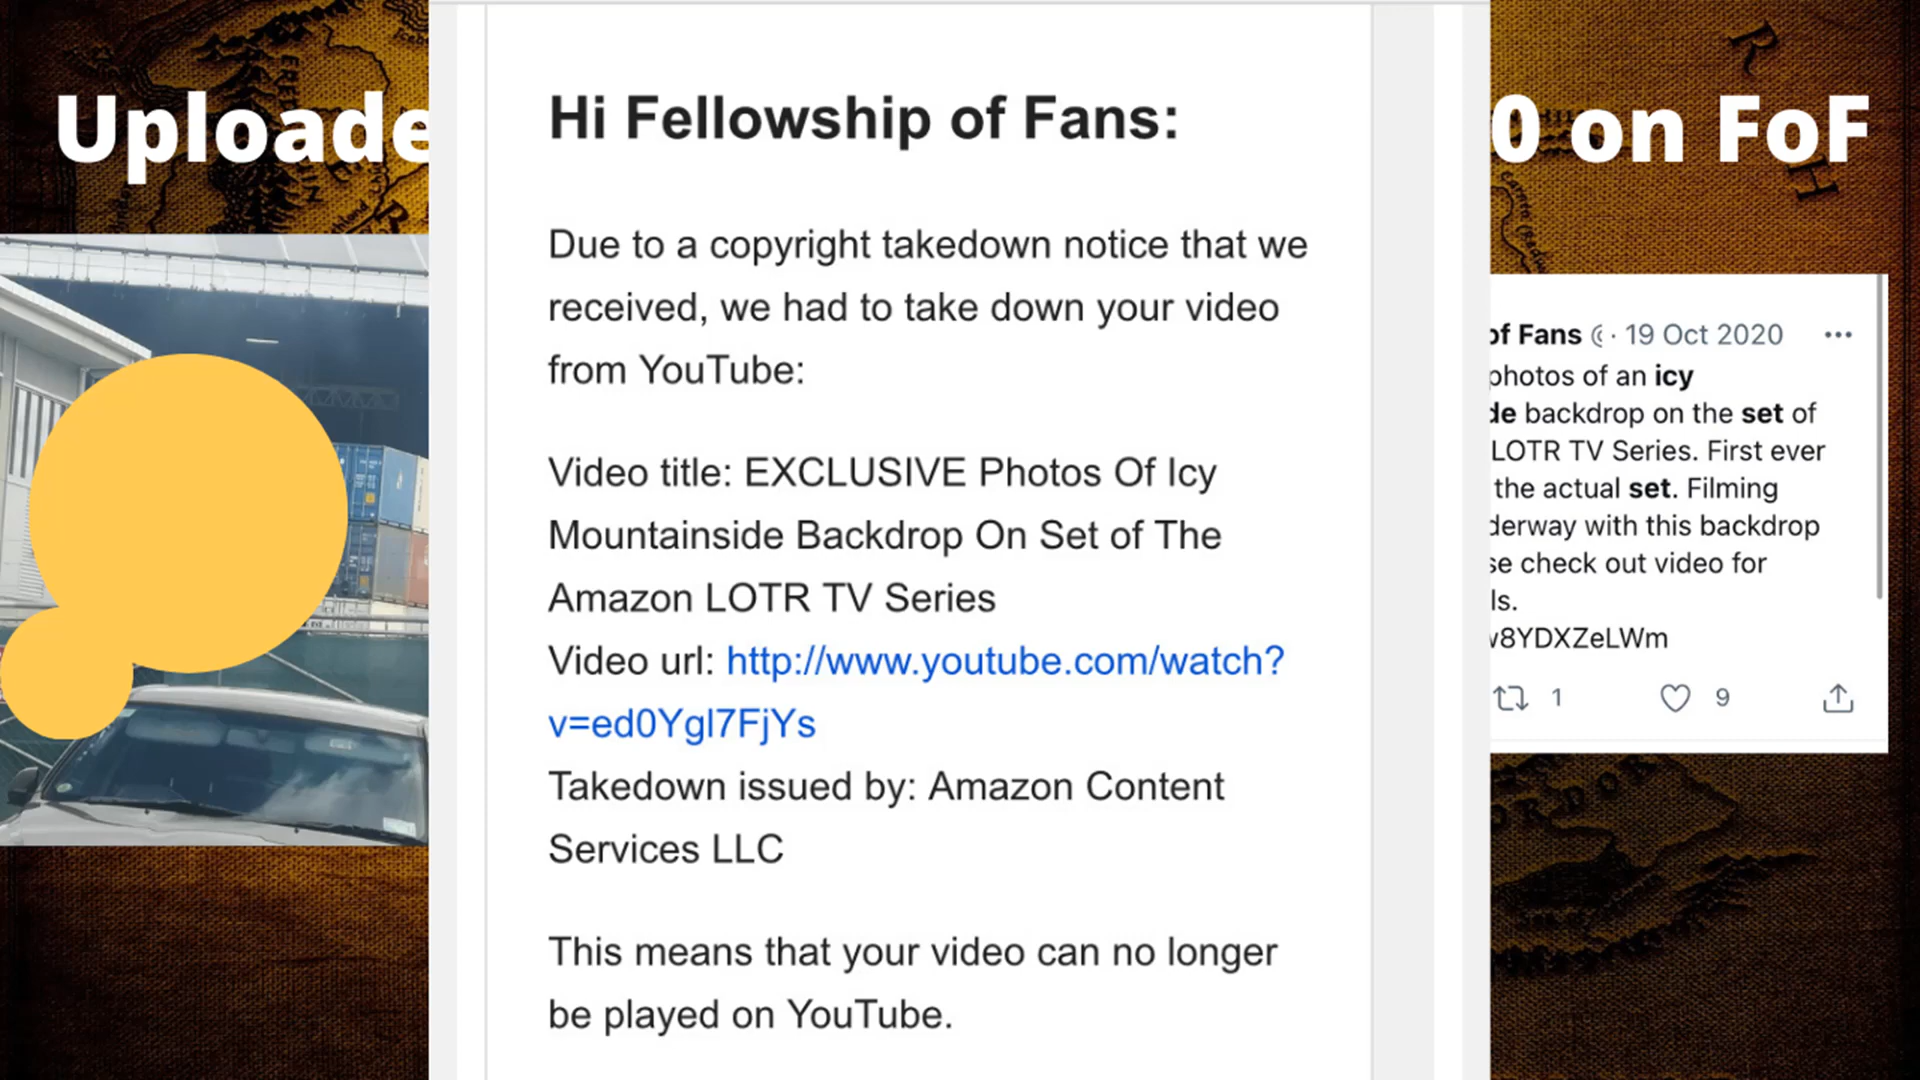 Uploade
0 on FoF
Hi Fellowship of Fans:
Due to a copyright takedown notice that we
received, we had to take down your video
from YouTube:
Video title: EXCLUSIVE Photos Of Icy
Mountainside Backdrop On Set of The
Amazon LOTR TV Series
Video url: http://www.youtube.com/watch?
v=ed0Ygl7FjYs
Takedown issued by: Amazon Content
Services LLC
This means that your video can no longer
be played on YouTube.
of Fans @ · 19 Oct 2020
photos of an icy
de backdrop on the set of
LOTR TV Series. First ever
the actual set. Filming
derway with this backdrop
se check out video for
ls.
w8YDXZeLWm
1 9
R
H
ORDOR